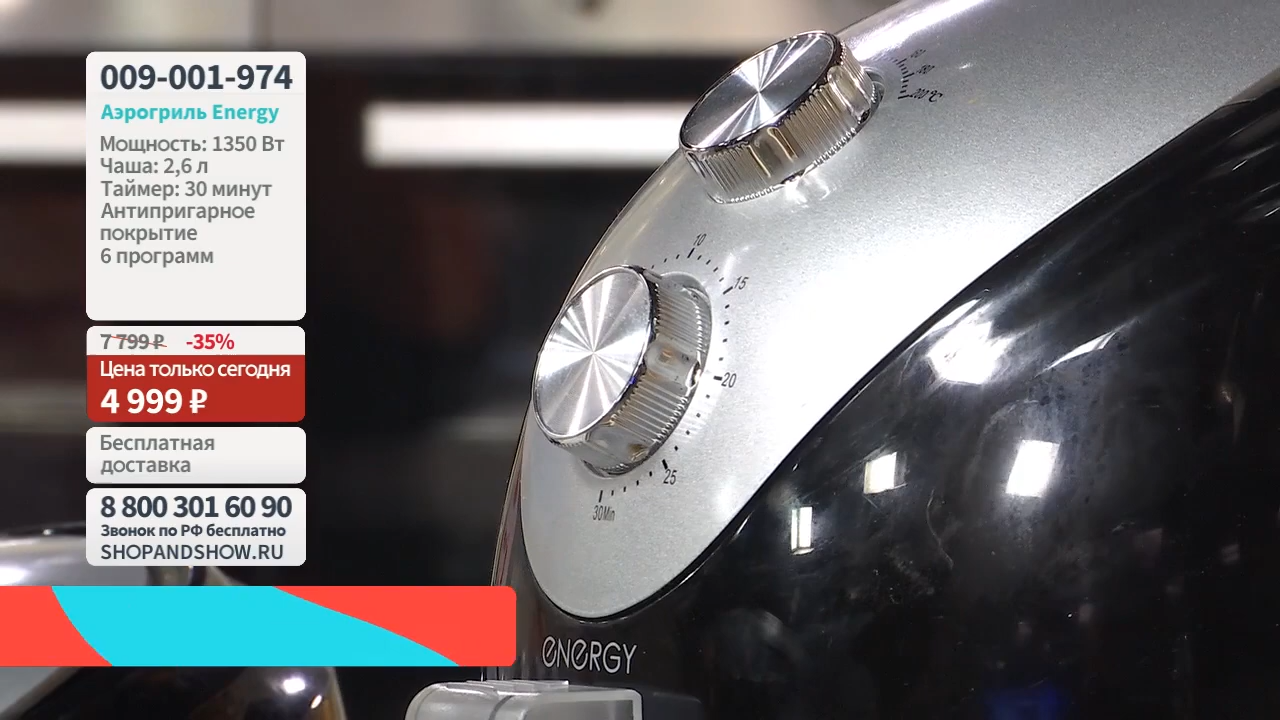 009-001-974
Аэрогриль Energy
Мощность: 1350 Вт
Чаша: 2,6 л
Таймер: 30 минут
Антипригарное
покрытие
6 программ
7 799 ₽ -35%
Цена только сегодня
4 999 ₽
Бесплатная
доставка
8 800 301 60 90
Звонок по РФ бесплатно
SHOPANDSHOW.RU
180
200°C
10
15
20
25
30Min
ENERGY